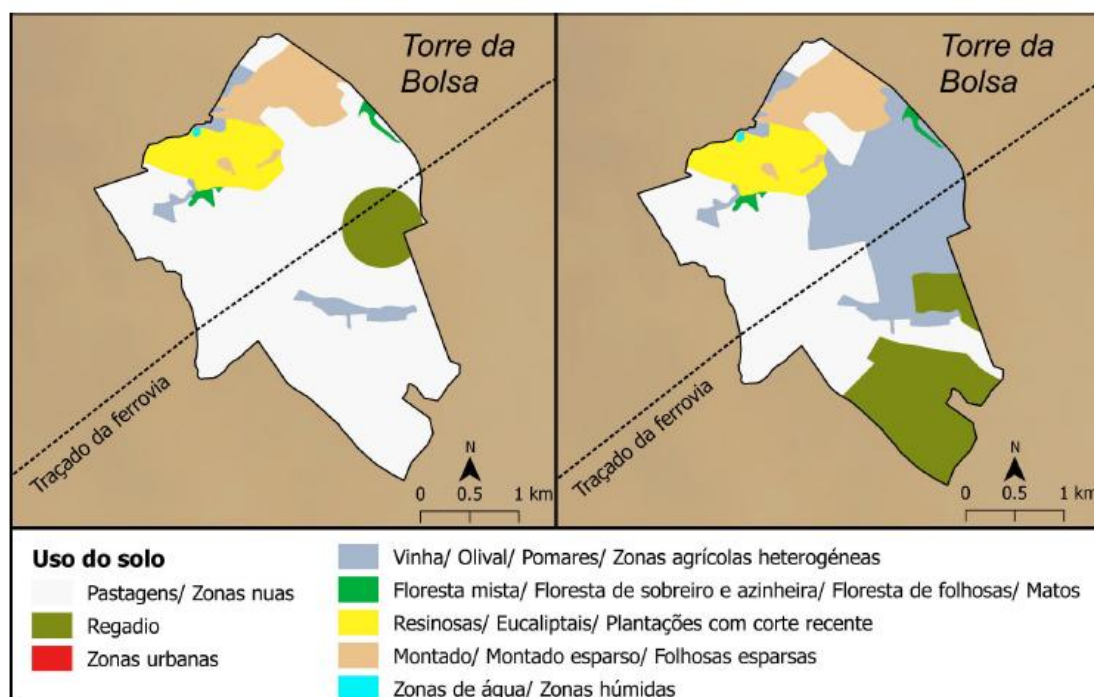 Torre da
Bolsa
Traçado da ferrovia
N
0 0.5 1 km
Torre da
Bolsa
Traçado da ferrovia
N
0 0.5 1 km
Uso do solo
Pastagens/ Zonas nuas
Regadio
Zonas urbanas
Vinha/ Olival/ Pomares/ Zonas agrícolas heterogéneas
Floresta mista/ Floresta de sobreiro e azinheira/ Floresta de folhosas/ Matos
Resinosas/ Eucaliptais/ Plantações com corte recente
Montado/ Montado esparso/ Folhosas esparsas
Zonas de água/ Zonas húmidas